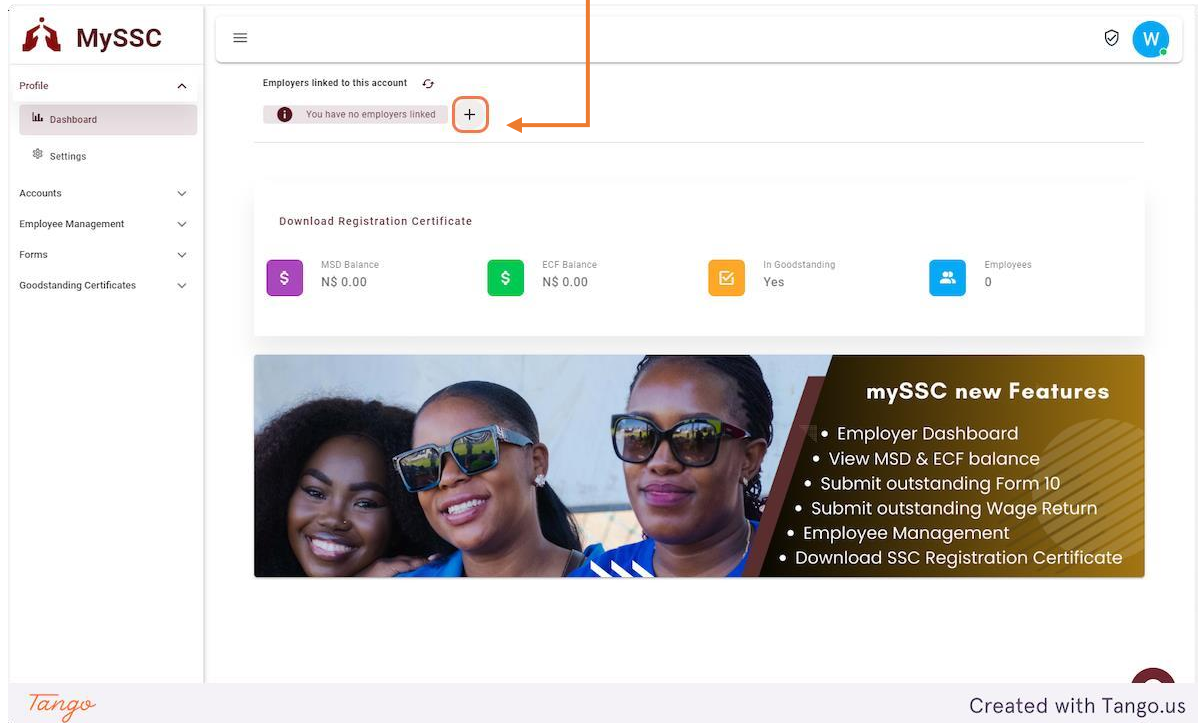 MySSC
W
Profile
Dashboard
Settings
Accounts
Employee Management
Forms
Goodstanding Certificates
Employers linked to this account
You have no employers linked
Download Registration Certificate
MSD Balance
N$ 0.00
ECF Balance
N$ 0.00
In Goodstanding
Yes
Employees
0
mySSC new Features
• Employer Dashboard
• View MSD & ECF balance
• Submit outstanding Form 10
• Submit outstanding Wage Return
• Employee Management
• Download SSC Registration Certificate
Tango
Created with Tango.us